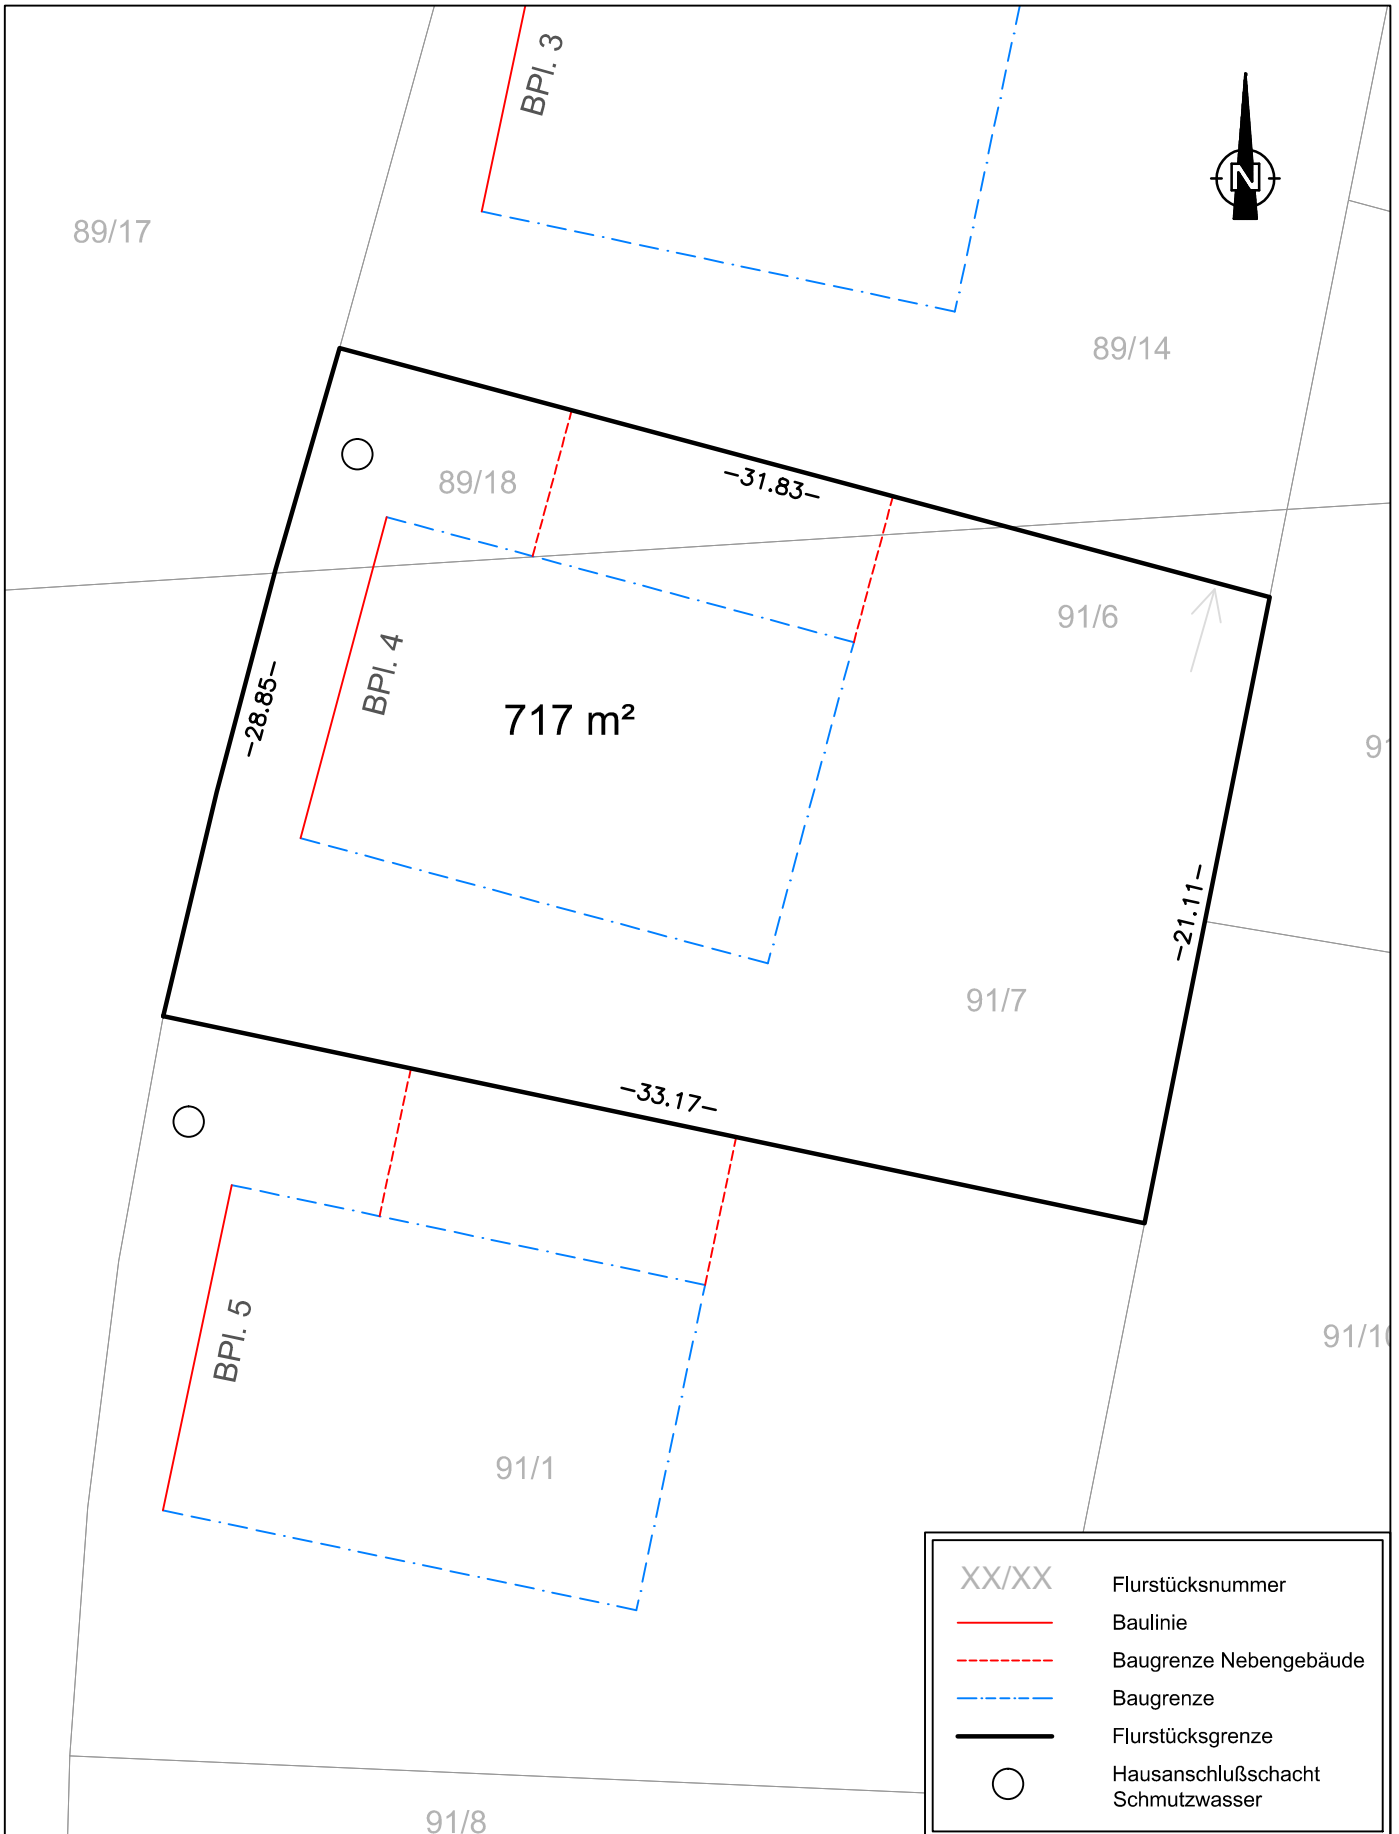 BPl. 3
N
89/17
89/14
89/18
-31.83-
91/6
BPl. 4
-28.85-
717 m²
-21.11-
91/7
-33.17-
BPl. 5
91/1
91/8
XX/XX Flurstücksnummer
Baulinie
Baugrenze Nebengebäude
Baugrenze
Flurstücksgrenze
Hausanschlußschacht
Schmutzwasser